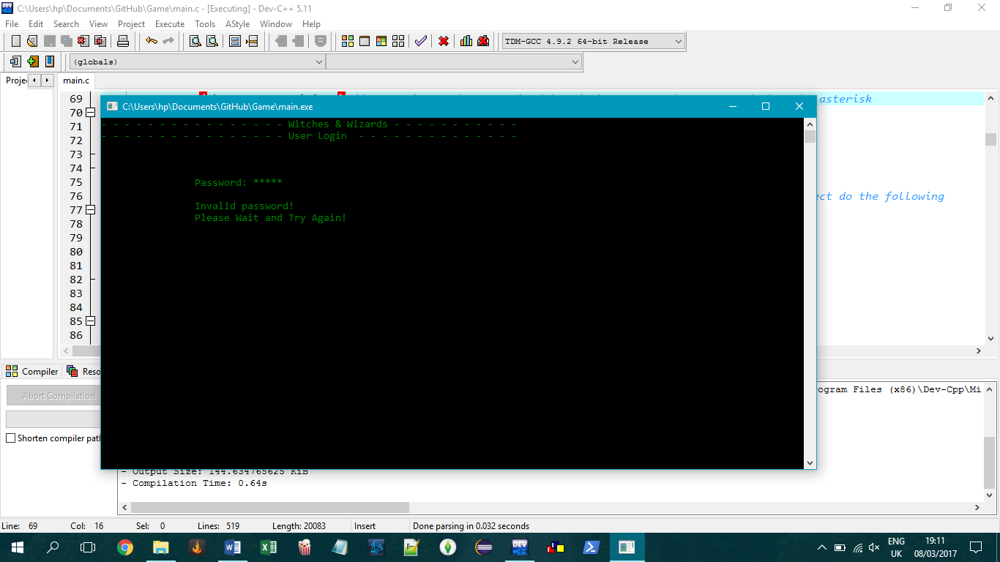 C:\Users\hp\Documents\GitHub\Game\main.c - [Executing] - Dev-C++ 5.11
File Edit Search View Project Execute Tools AStyle Window Help
TDM-GCC 4.9.2 64-bit Release
(globals)
main.c
69 asterisk
70
71
72
73
74
75
76 do the following
77
78
79
80
81
82
83
84
85
86
C:\Users\hp\Documents\GitHub\Game\main.exe
- - - - - - - - - - - - - - - - Witches & Wizards - - - - - - - - - - -
- - - - - - - - - - - - - - - - User Login  - - - - - - - - - - - - - -
Password: *****
Invalid password!
Please Wait and Try Again!
Compiler
Abort Compilation
Shorten compiler
Files (x86)\Dev-Cpp\Mi
- Output Size: 144.634765625 KiB
- Compilation Time: 0.64s
Line: 69 Col: 16 Sel: 0 Lines: 519 Length: 20083 Insert Done parsing in 0.032 seconds
DEV
ENG
UK
19:11
08/03/2017